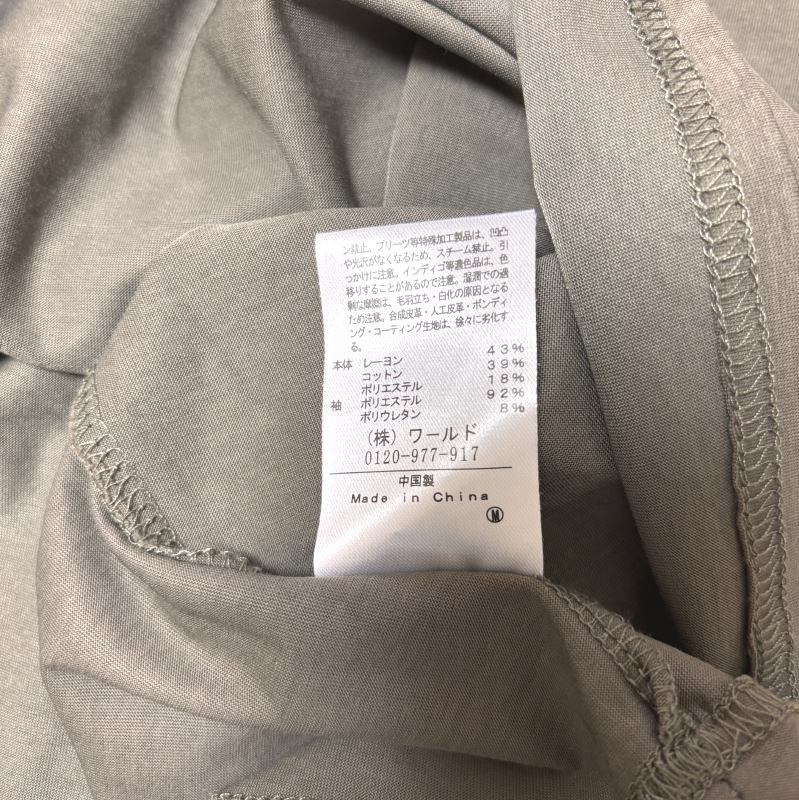 ン禁止。プリーツ等特殊加工製品は、凹凸
や光沢がなくなるため、スチーム禁止。引
っかけに注意。インディゴ等濃色品は、色
移りすることがあるので注意。湿潤での過
剰な摩擦は、毛羽立ち・白化の原因となる
ため注意。合成皮革・人工皮革・ボンディ
ング・コーティング生地は、徐々に劣化す
る。
本体 レーヨン 43%
コットン 39%
ポリエステル 18%
袖 ポリエステル 92%
ポリウレタン 8%
(株) ワールド
0120-977-917
中国製
Made in China
Ⓜ